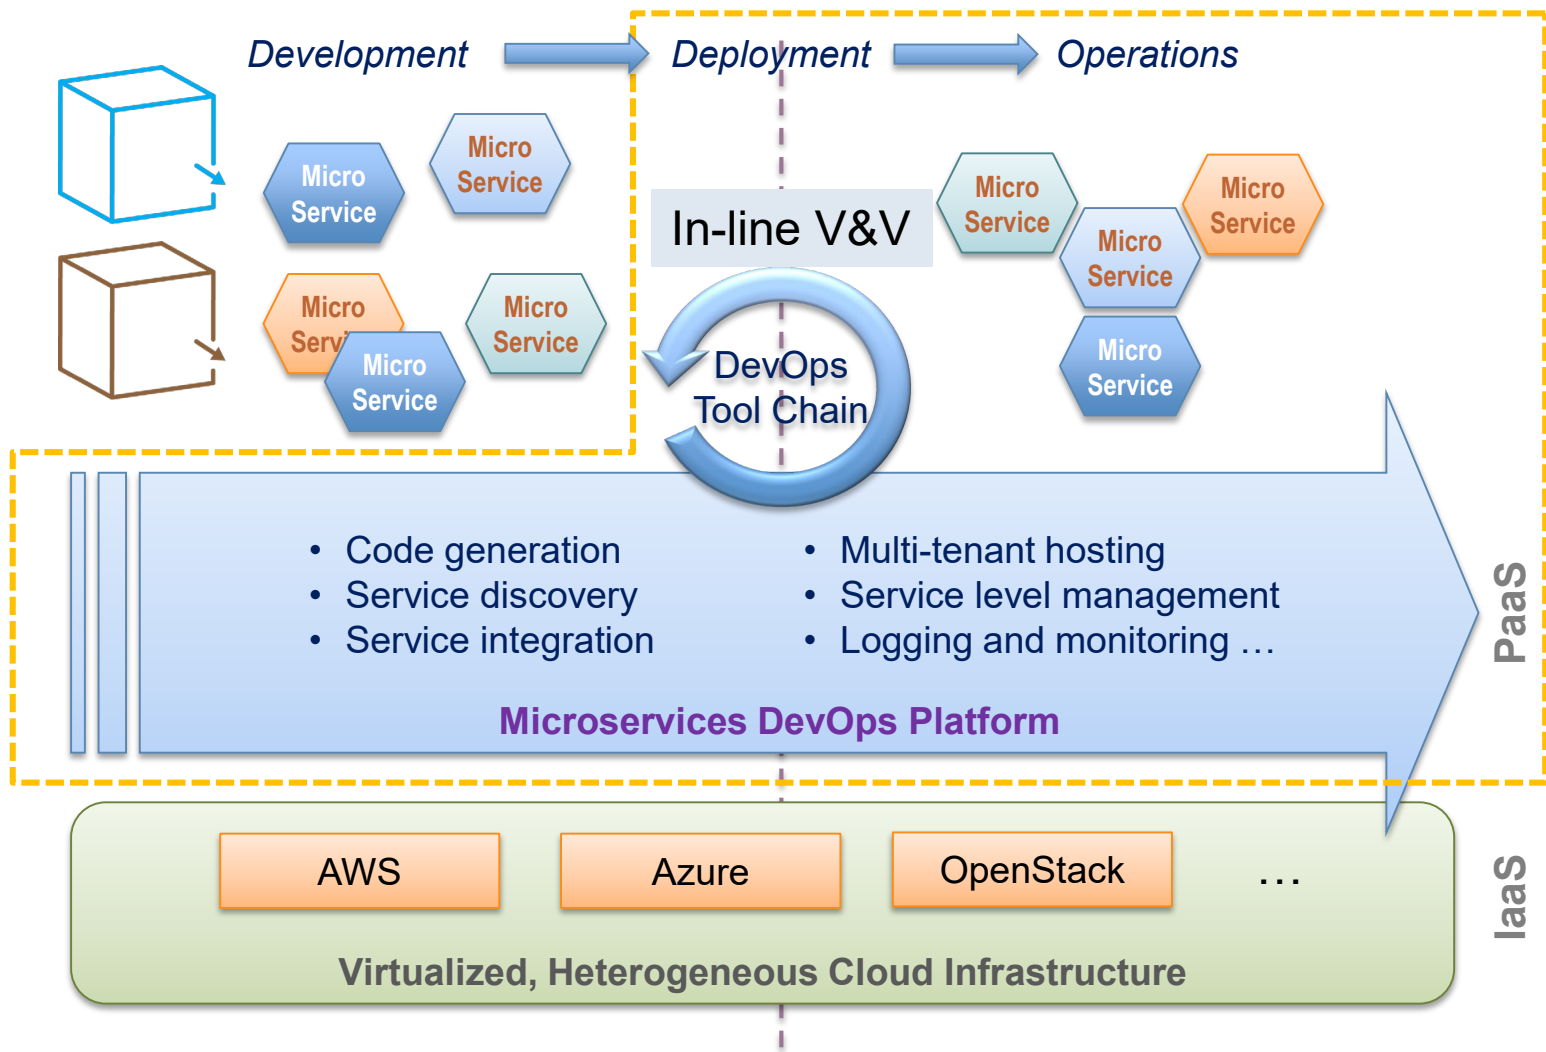 Development
Deployment
Operations
Micro
Service
Micro
Service
Micro
Service
Micro
Service
Micro
Service
In-line V&V
DevOps
Tool Chain
Micro
Service
Micro
Service
Micro
Service
Micro
Service
• Code generation
• Service discovery
• Service integration
• Multi-tenant hosting
• Service level management
• Logging and monitoring …
Microservices DevOps Platform
PaaS
AWS
Azure
OpenStack
…
Virtualized, Heterogeneous Cloud Infrastructure
IaaS